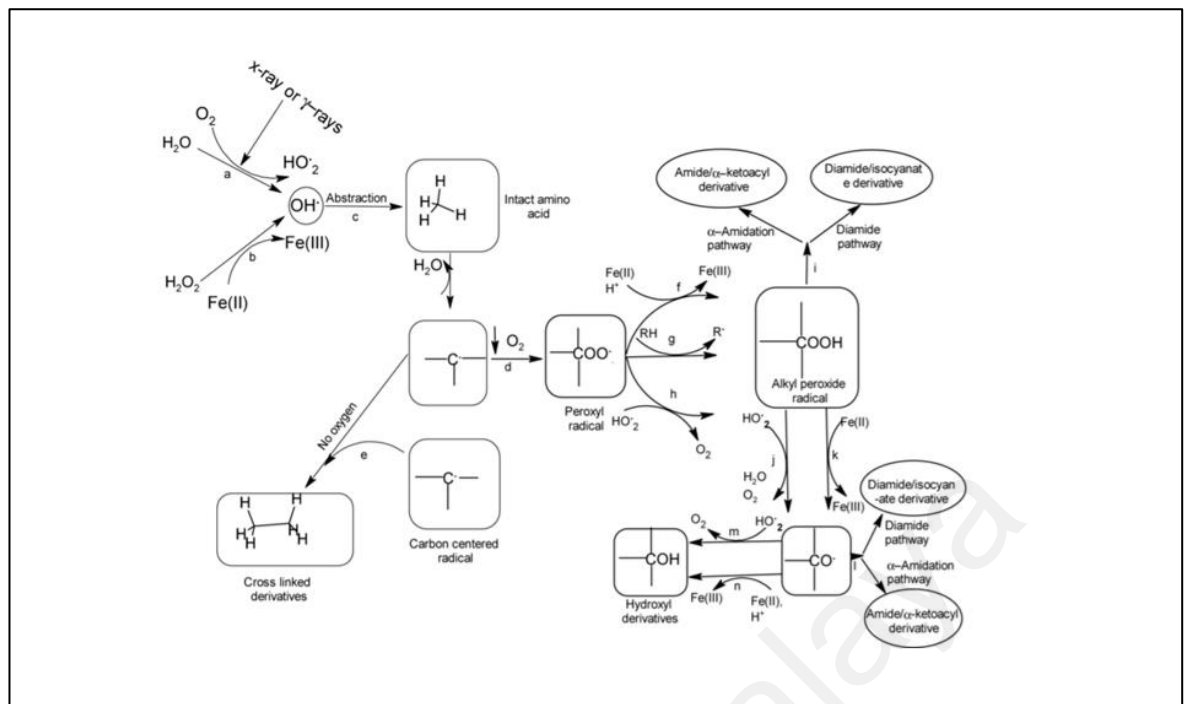 x-ray or γ–rays
O2
H2O
HO·2
a
OH·
Abstraction
c
Fe(III)
b
H2O2
Fe(II)
H
H
H
H
Intact amino
acid
H2O
C·
O2
d
COO·
Peroxyl
radical
Fe(II)
H+
Fe(III)
f
RH
g
R·
h
HO·2
O2
Amide/α–ketoacyl
derivative
Diamide/isocyanat
e derivative
α–Amidation
pathway
Diamide
pathway
i
COOH
Alkyl peroxide
radical
No oxygen
e
C·
Carbon centered
radical
H
H
H
H
H
H
Cross linked
derivatives
HO·2
j
H2O
O2
Fe(II)
k
Fe(III)
Diamide/isocyan
-ate derivative
Diamide
pathway
l
α–Amidation
pathway
Amide/α-ketoacyl
derivative
CO·
O2
m
HO·2
COH
n
Fe(III)
Fe(II),
H+
Hydroxyl
derivatives
alaya